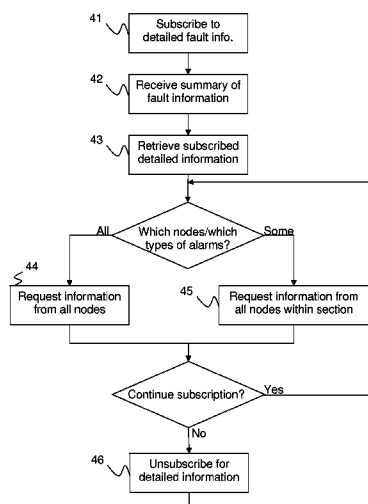 41
Subscribe to
detailed fault info.
42
Receive summary of
fault information
43
Retrieve subscribed
detailed information
All
Which nodes/which
types of alarms?
Some
44
Request information
from all nodes
45
Request information from
all nodes within section
Continue subscription?
Yes
No
46
Unsubscribe for
detailed information